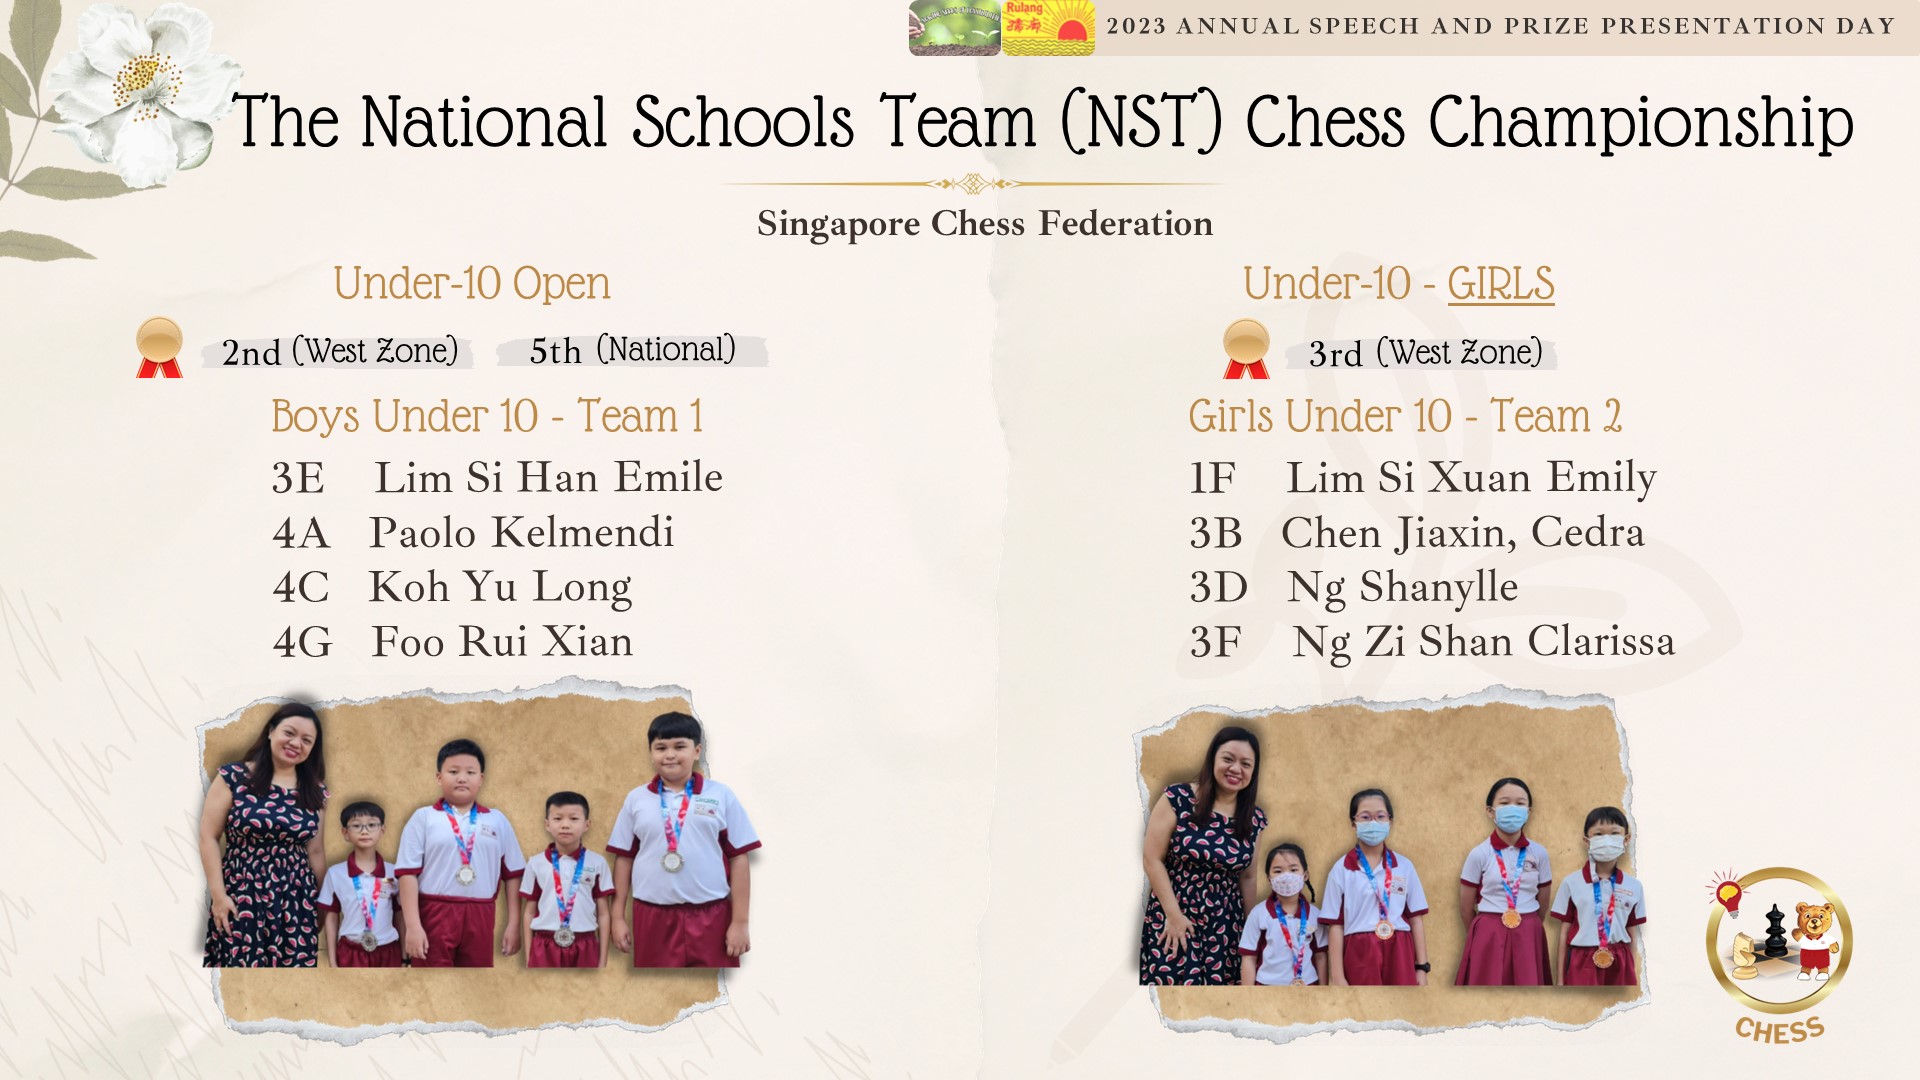 Rulang
2023 ANNUAL SPEECH AND PRIZE PRESENTATION DAY
The National Schools Team (NST) Chess Championship
Singapore Chess Federation
Under-10 Open
2nd (West Zone) 5th (National)
Boys Under 10 - Team 1
3E Lim Si Han Emile
4A Paolo Kelmendi
4C Koh Yu Long
4G Foo Rui Xian
Under-10 - GIRLS
3rd (West Zone)
Girls Under 10 - Team 2
1F Lim Si Xuan Emily
3B Chen Jiaxin, Cedra
3D Ng Shanylle
3F Ng Zi Shan Clarissa
CHESS